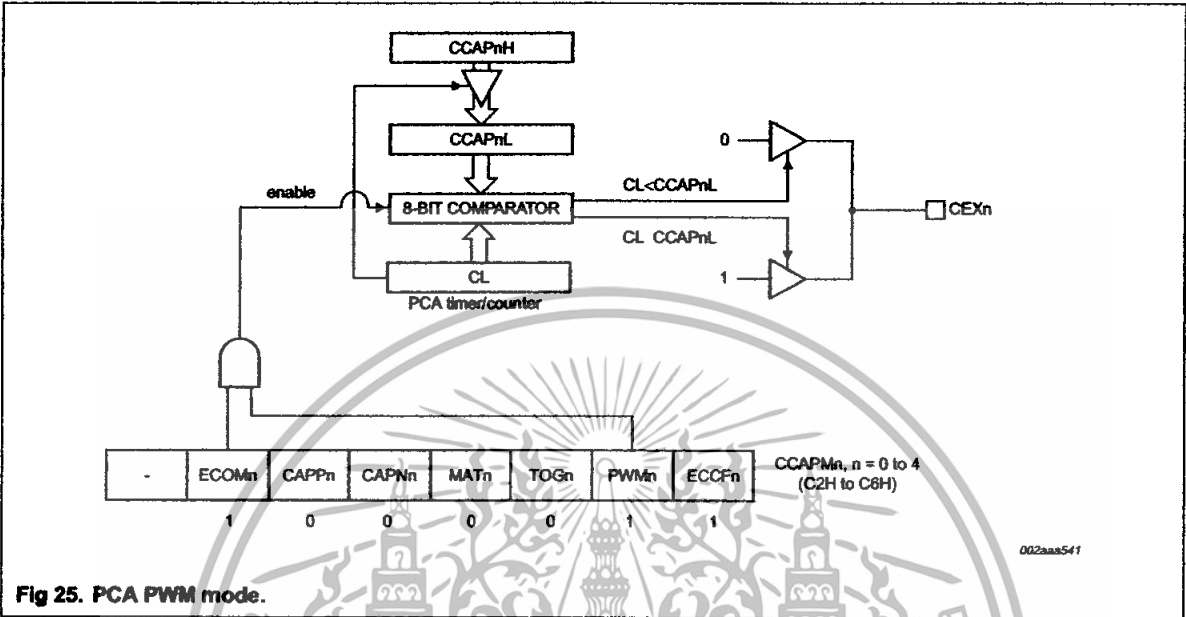 CCAPnH
CCAPnL
enable
8-BIT COMPARATOR
CL<CCAPnL
CL CCAPnL
0
1
CEXn
CL
PCA timer/counter
- ECOMn CAPPn CAPNn MATn TOGn PWMn ECCFn
CCAPMn, n = 0 to 4
(C2H to C6H)
1 0 0 0 0 1 1
002aaa541
Fig 25. PCA PWM mode.